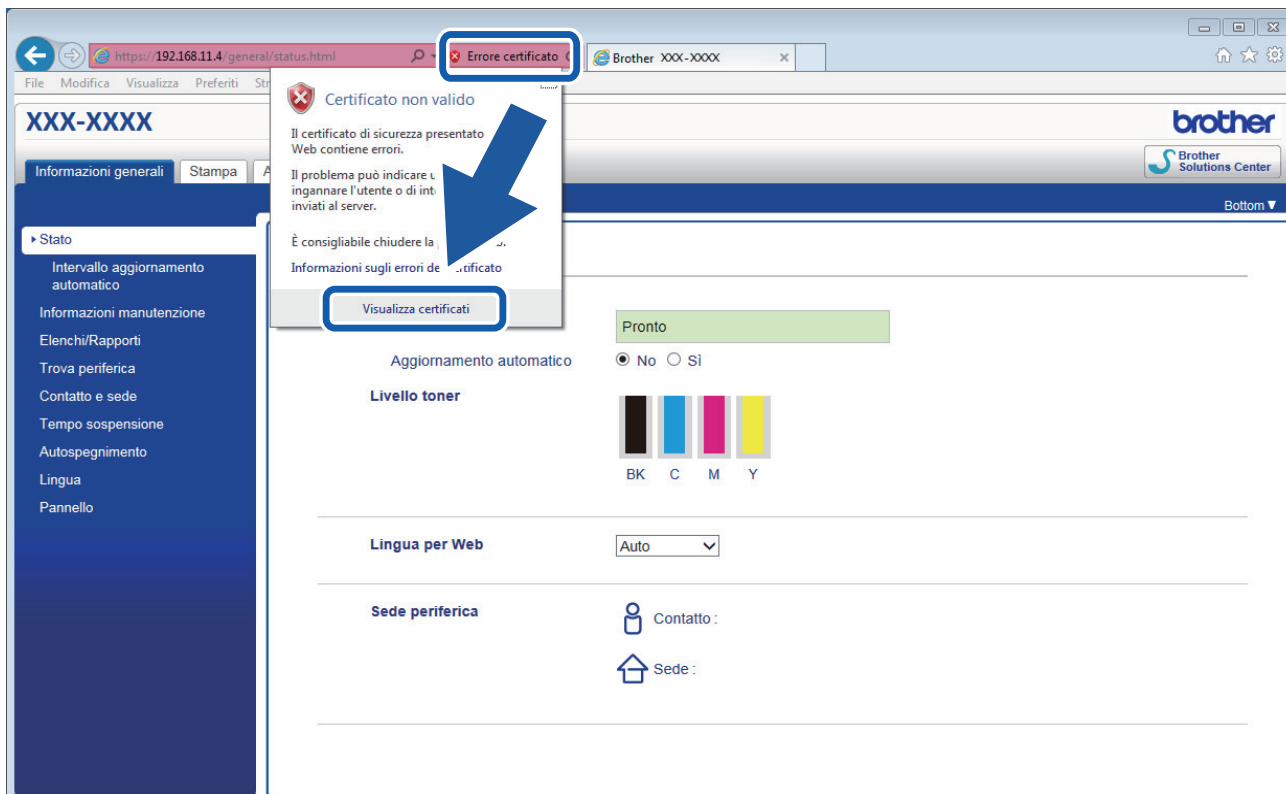 https://192.168.11.4/general/status.html
Errore certificato
Brother XXX-XXXX
File Modifica Visualizza Preferiti
Certificato non valido
Il certificato di sicurezza presentato
Web contiene errori.
Il problema può indicare
ingannare l'utente o di
inviati al server.
È consigliabile chiudere la
Informazioni sugli errori
Visualizza certificati
XXX-XXXX
brother
Brother
Solutions Center
Informazioni generali
Stampa
Bottom▼
Stato
Intervallo aggiornamento
automatico
Informazioni manutenzione
Elenchi/Rapporti
Trova periferica
Contatto e sede
Tempo sospensione
Autospegnimento
Lingua
Pannello
Pronto
Aggiornamento automatico No Sì
Livello toner
BK C M Y
Lingua per Web Auto
Sede periferica Contatto :
Sede :